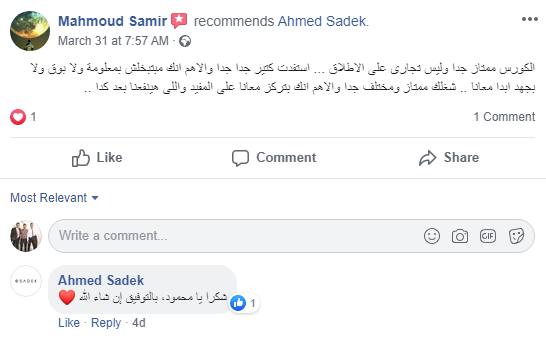 Mahmoud Samir recommends Ahmed Sadek.
March 31 at 7:57 AM ·
الكورس ممتاز جدا وليس تجارى على الاطلاق ... استفدت كتير جدا جدا والاهم انك مبتبخلش بمعلومة ولا بوق ولا
بجهد ابدا معانا .. شغلك ممتاز ومختلف جدا والاهم انك بتركز معانا على المفيد واللى هينفعنا بعد كدا ..
1
1 Comment
Like
Comment
Share
Most Relevant
Write a comment...
GIF
SADEK
Ahmed Sadek
شكرا يا محمود، بالتوفيق إن شاء الله ❤
1
Like · Reply · 4d